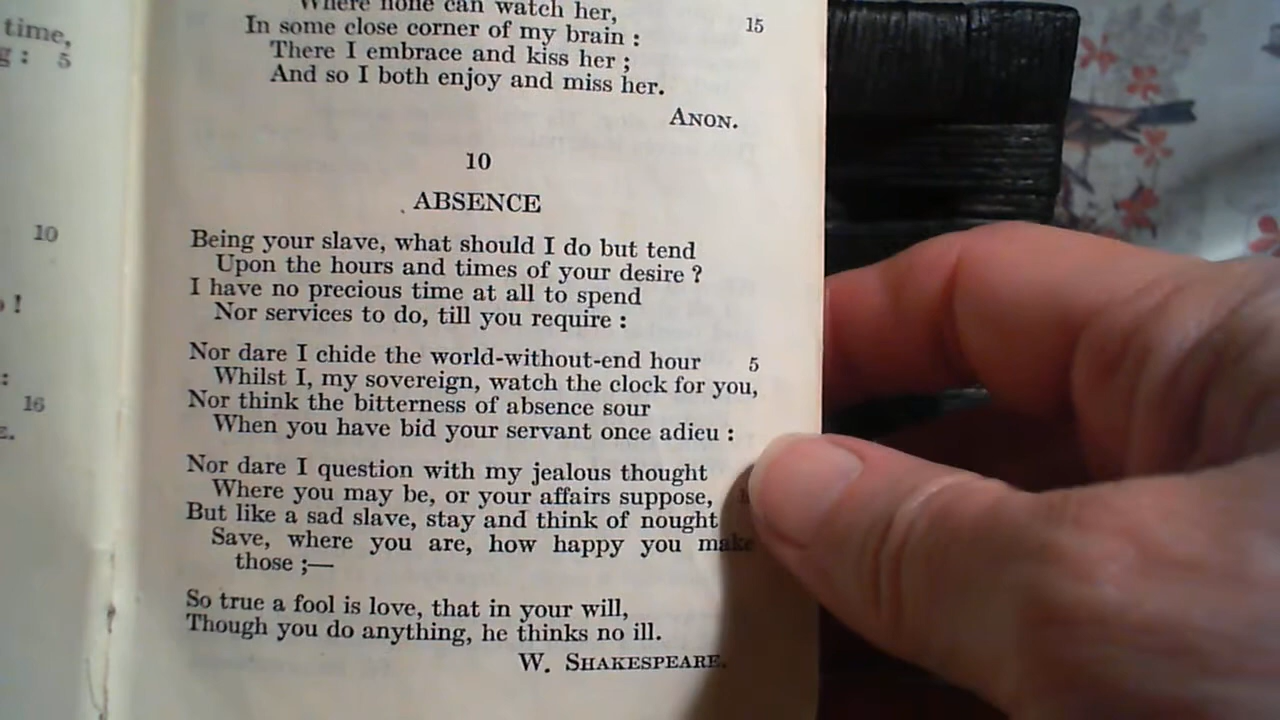 time,
g : 5
10
o !
:
16
E.
Where none can watch her,
In some close corner of my brain : 15
There I embrace and kiss her ;
And so I both enjoy and miss her.
ANON.
10
ABSENCE
Being your slave, what should I do but tend
Upon the hours and times of your desire ?
I have no precious time at all to spend
Nor services to do, till you require :
Nor dare I chide the world-without-end hour 5
Whilst I, my sovereign, watch the clock for you,
Nor think the bitterness of absence sour
When you have bid your servant once adieu :
Nor dare I question with my jealous thought
Where you may be, or your affairs suppose,
But like a sad slave, stay and think of nought
Save, where you are, how happy you make
those ;—
So true a fool is love, that in your will,
Though you do anything, he thinks no ill.
W. SHAKESPEARE.